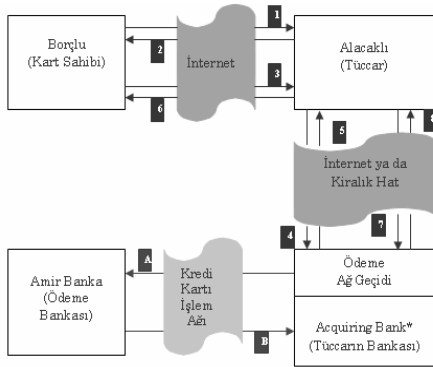 1
Borçlu
(Kart Sahibi)
2
İnternet
3
6
Alacaklı
(Tüccar)
5
8
İnternet ya da
Kiralık Hat
4
7
A
Amir Banka
(Ödeme
Bankası)
Kredi
Kartı
İşlem
Ağı
B
Ödeme
Ağ Geçidi
Acquiring Bank*
(Tüccarın Bankası)